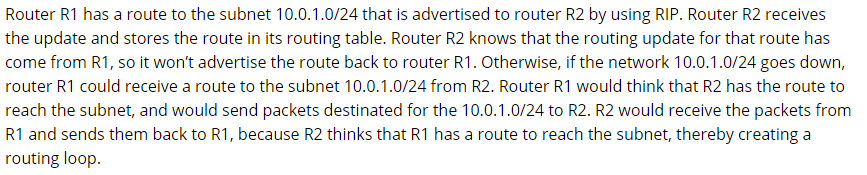 Router R1 has a route to the subnet 10.0.1.0/24 that is advertised to router R2 by using RIP. Router R2 receives
the update and stores the route in its routing table. Router R2 knows that the routing update for that route has
come from R1, so it won’t advertise the route back to router R1. Otherwise, if the network 10.0.1.0/24 goes down,
router R1 could receive a route to the subnet 10.0.1.0/24 from R2. Router R1 would think that R2 has the route to
reach the subnet, and would send packets destinated for the 10.0.1.0/24 to R2. R2 would receive the packets from
R1 and sends them back to R1, because R2 thinks that R1 has a route to reach the subnet, thereby creating a
routing loop.